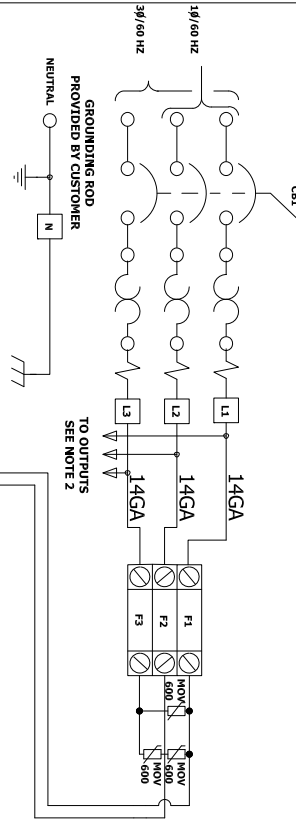 CB1
1Ø/60 HZ
3Ø/60 HZ
NEUTRAL
GROUNDING ROD
PROVIDED BY CUSTOMER
N
L1
L2
L3
TO OUTPUTS
SEE NOTE 2
14GA
14GA
14GA
F1
F2
F3
MOV
600
MOV
600
MOV
600